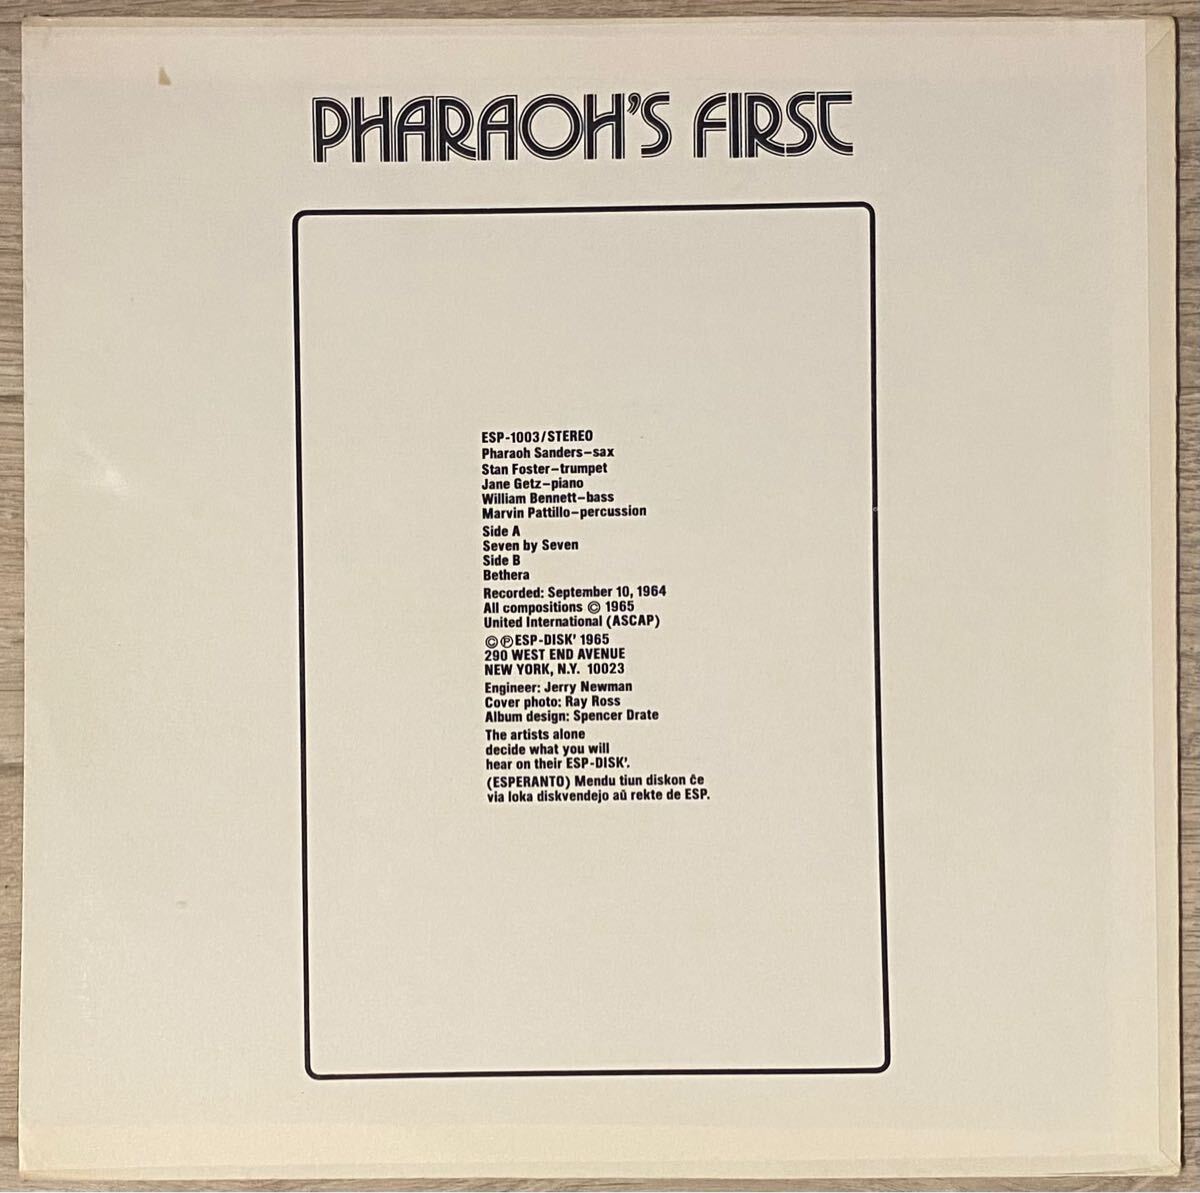 PHARAOH'S FIRST
ESP-1003/STEREO
Pharaoh Sanders–sax
Stan Foster–trumpet
Jane Getz–piano
William Bennett–bass
Marvin Pattillo–percussion
Side A
Seven by Seven
Side B
Bethera
Recorded: September 10, 1964
All compositions © 1965
United International (ASCAP)
©℗ESP-DISK' 1965
290 WEST END AVENUE
NEW YORK, N.Y. 10023
Engineer: Jerry Newman
Cover photo: Ray Ross
Album design: Spencer Drate
The artists alone
decide what you will
hear on their ESP-DISK'.
(ESPERANTO) Mendu tiun diskon ĉe
via loka diskvendejo aŭ rekte de ESP.